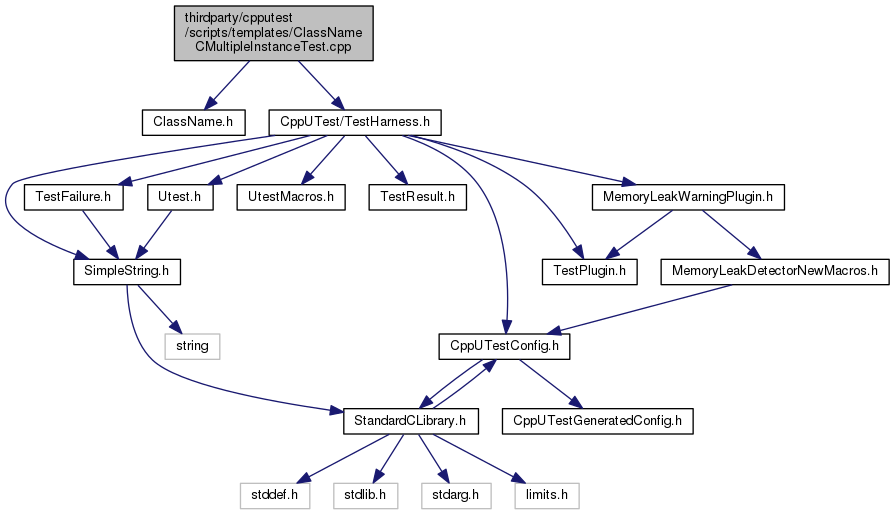 thirdparty/cpputest
/scripts/templates/ClassName
CMultipleInstanceTest.cpp
ClassName.h
CppUTest/TestHarness.h
TestFailure.h
Utest.h
UtestMacros.h
TestResult.h
MemoryLeakWarningPlugin.h
SimpleString.h
TestPlugin.h
MemoryLeakDetectorNewMacros.h
string
CppUTestConfig.h
StandardCLibrary.h
CppUTestGeneratedConfig.h
stddef.h
stdlib.h
stdarg.h
limits.h